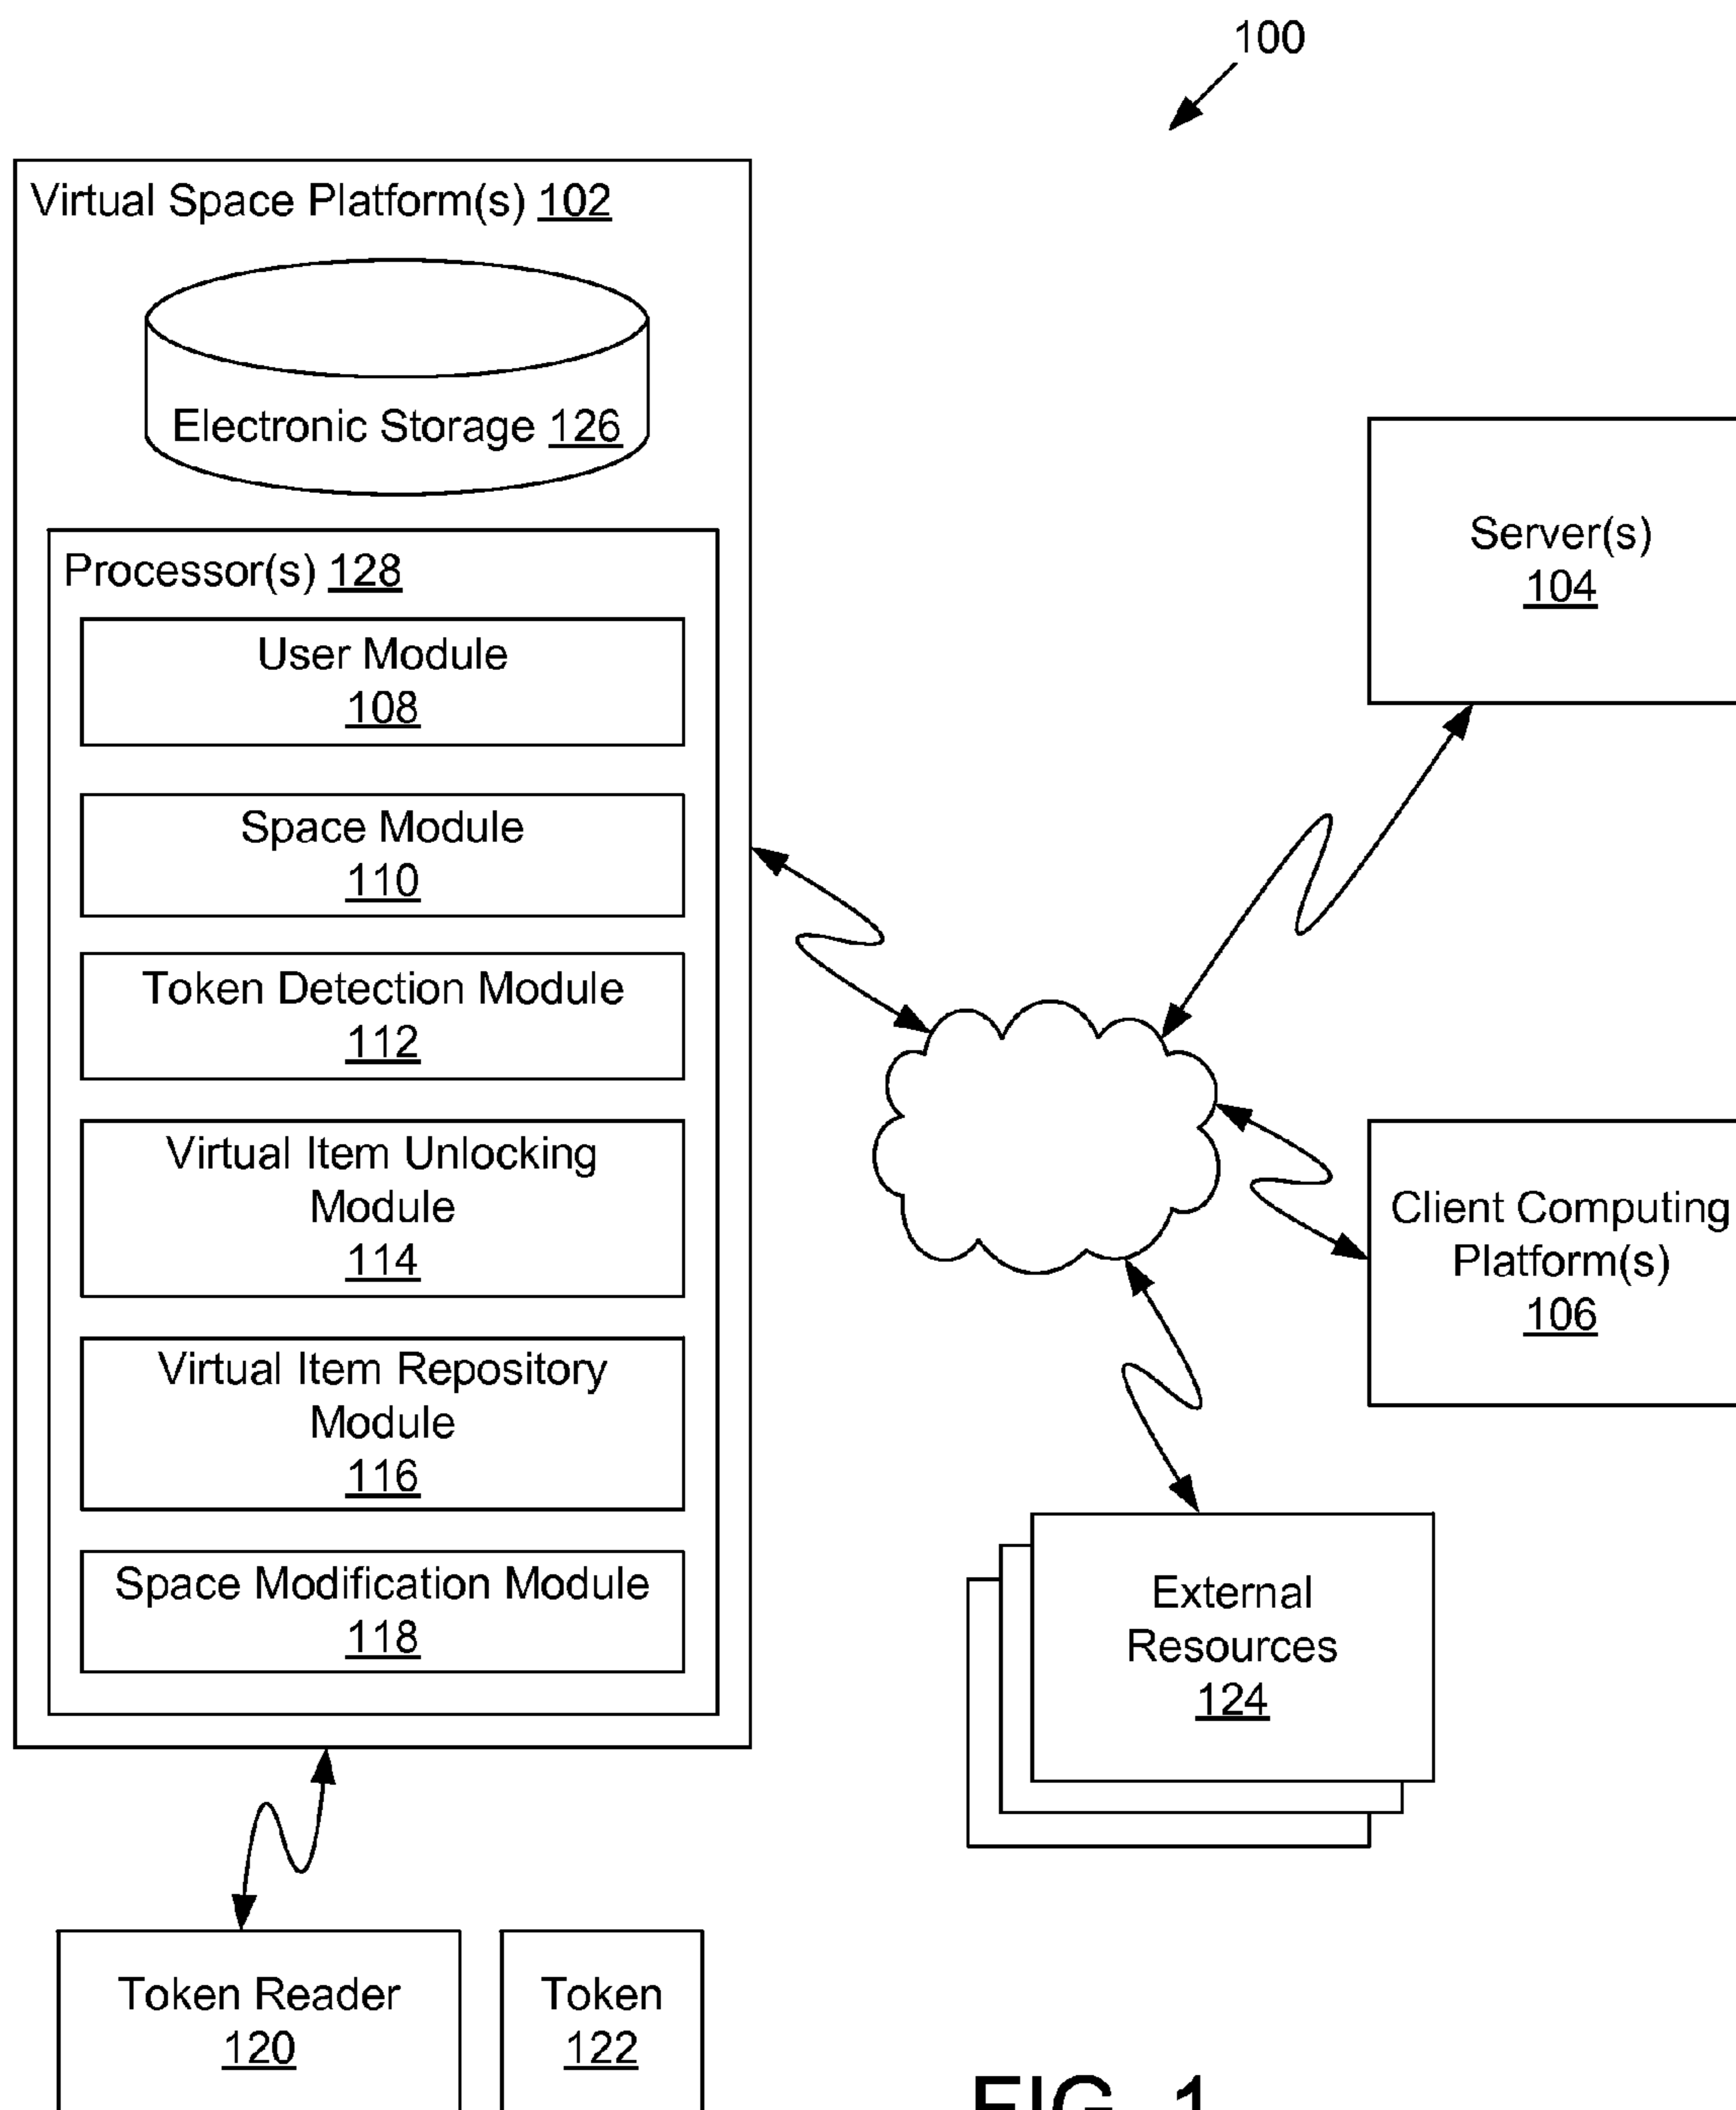 100
Virtual Space Platform(s) 102
Electronic Storage 126
Processor(s) 128
User Module
108
Space Module
110
Token Detection Module
112
Virtual Item Unlocking
Module
114
Virtual Item Repository
Module
116
Space Modification Module
118
Server(s)
104
Client Computing
Platform(s)
106
External
Resources
124
Token Reader
120
Token
122
FIG. 1